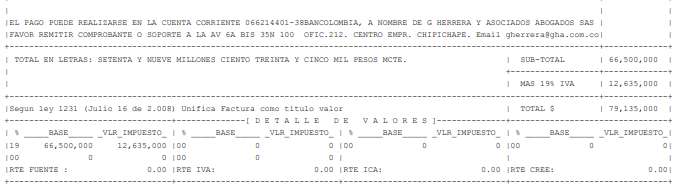 EL PAGO PUEDE REALIZARSE EN LA CUENTA CORRIENTE 066214401-38BANCOLOMBIA, A NOMBRE DE G HERRERA Y ASOCIADOS ABOGADOS SAS
FAVOR REMITIR COMPROBANTE O SOPORTE A LA AV 6A BIS 35N 100 OFIC.212. CENTRO EMPR. CHIPICHAPE. Email gherrera@gha.com.co
TOTAL EN LETRAS: SETENTA Y NUEVE MILLONES CIENTO TREINTA Y CINCO MIL PESOS MCTE. | SUB-TOTAL | 66,500,000
MAS 19% IVA | 12,635,000
Segun ley 1231 (Julio 16 de 2.008) Unifica Factura como título valor | TOTAL $ | 79,135,000
[ D E T A L L E D E V A L O R E S ]
% _____BASE_____ _VLR_IMPUESTO_ | % _____BASE_____ _VLR_IMPUESTO_ | % _____BASE_____ _VLR_IMPUESTO_ | % _____BASE_____ _VLR_IMPUESTO_
19 66,500,000 12,635,000 |00 0 0 |00 0 0 |00 0 0
00 0 0 |00 0 0 |00 0 0 |00 0 0
RTE FUENTE : 0.00 |RTE IVA: 0.00 |RTE ICA: 0.00 |RTE CREE: 0.00